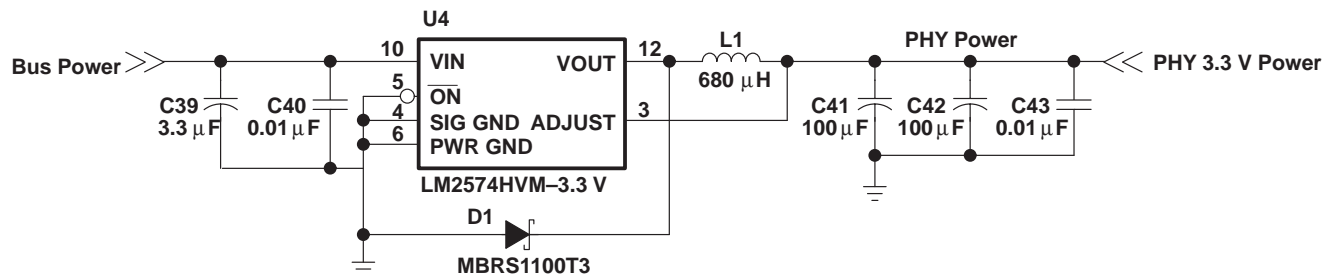 U4
L1
PHY Power
Bus Power
10
VIN
VOUT
12
680 μH
PHY 3.3 V Power
5
ON
C39
3.3 μF
C40
0.01 μF
4
SIG GND
ADJUST
3
C41
100 μF
C42
100 μF
C43
0.01 μF
6
PWR GND
LM2574HVM–3.3 V
D1
MBRS1100T3